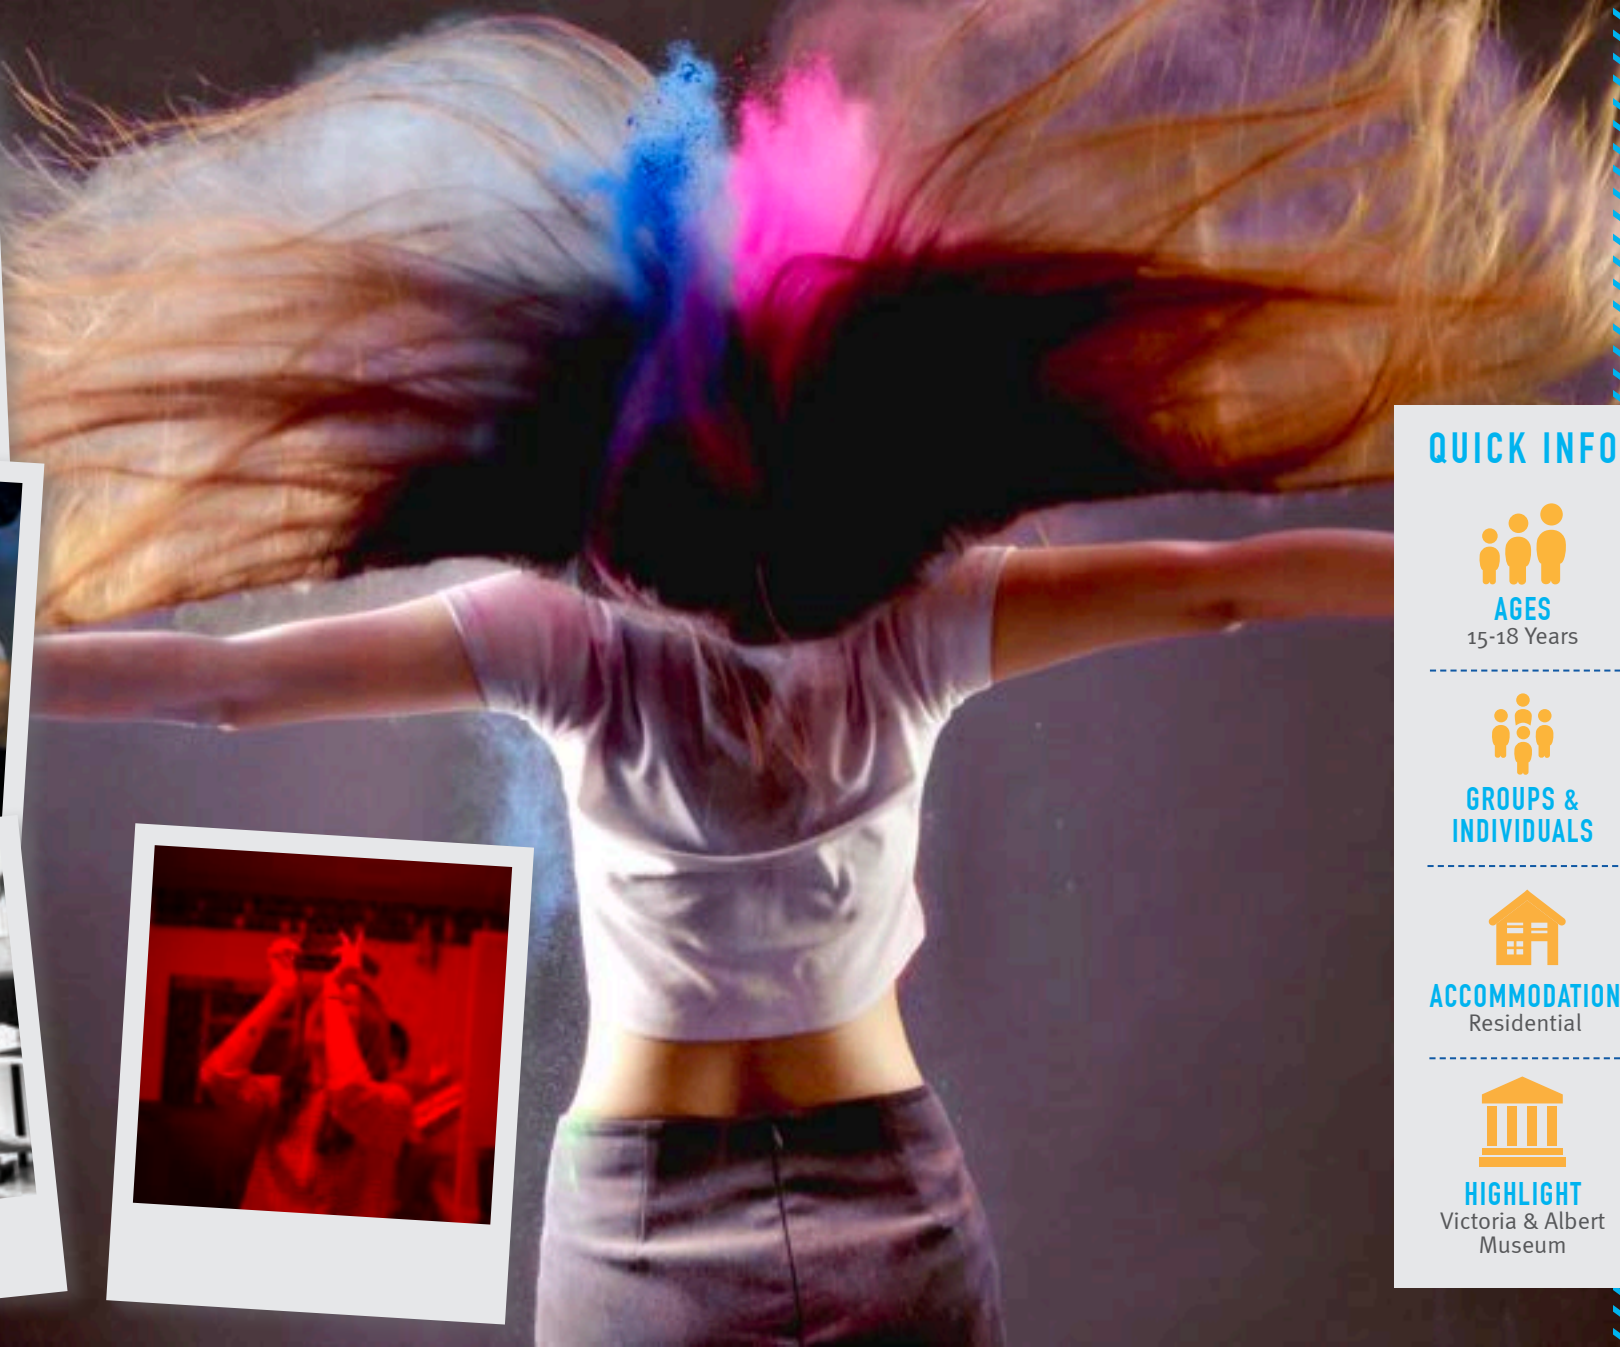 QUICK INFO
AGES
15-18 Years
GROUPS &
INDIVIDUALS
ACCOMMODATION
Residential
HIGHLIGHT
Victoria & Albert
Museum